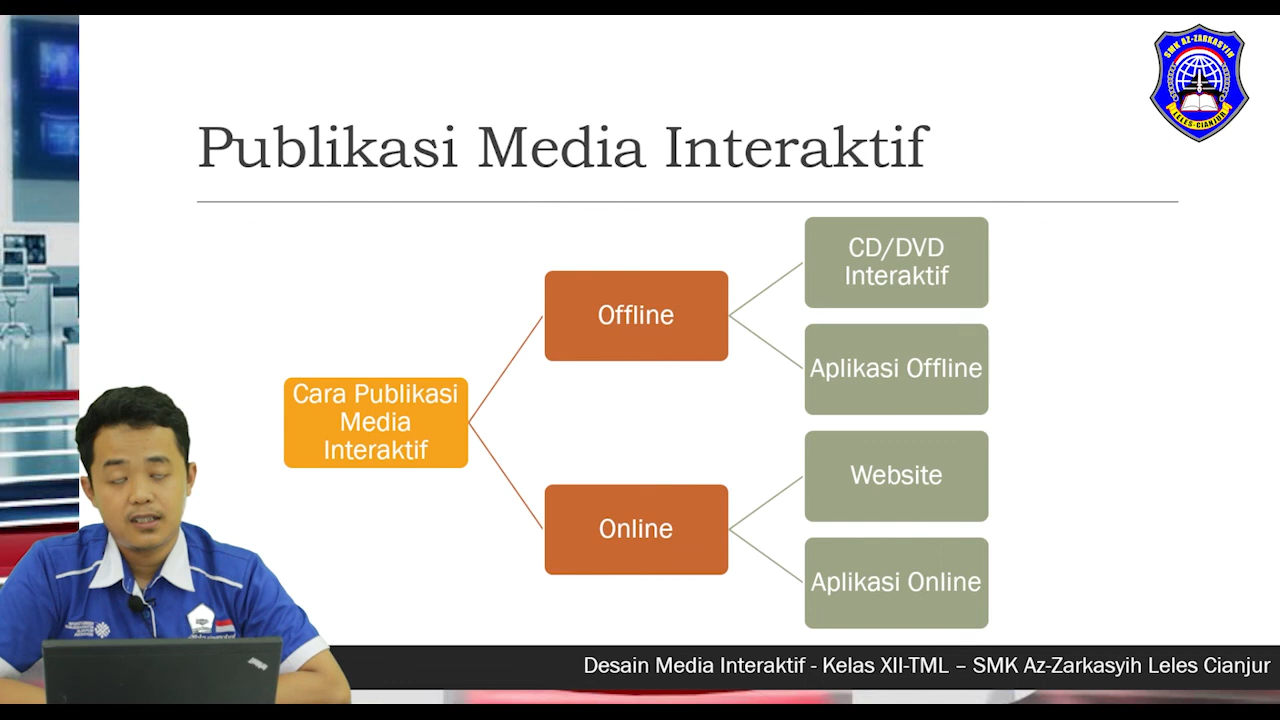 SMK AZ-ZARKASYIH
LELES-CIANJUR
Publikasi Media Interaktif
CD/DVD
Interaktif
Offline
Aplikasi Offline
Cara Publikasi
Media
Interaktif
Website
Online
Aplikasi Online
Desain Media Interaktif - Kelas XII-TML – SMK Az-Zarkasyih Leles Cianjur